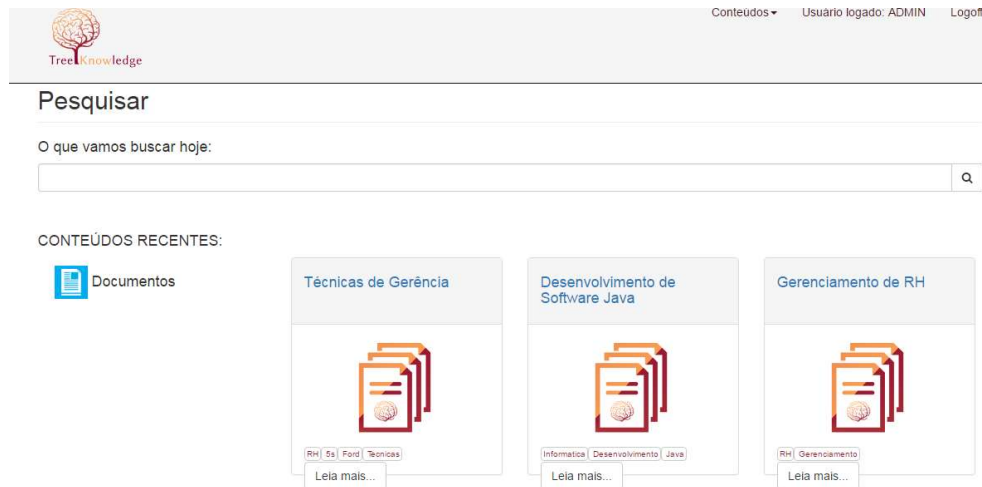 Conteúdos Usuário logado: ADMIN Logoff
Tree Knowledge
Pesquisar
O que vamos buscar hoje:
CONTEÚDOS RECENTES:
Documentos
Técnicas de Gerência
RH 5s Ford Tecnicas
Leia mais...
Desenvolvimento de
Software Java
Informatica Desenvolvimento Java
Leia mais...
Gerenciamento de RH
RH Gerenciamento
Leia mais...